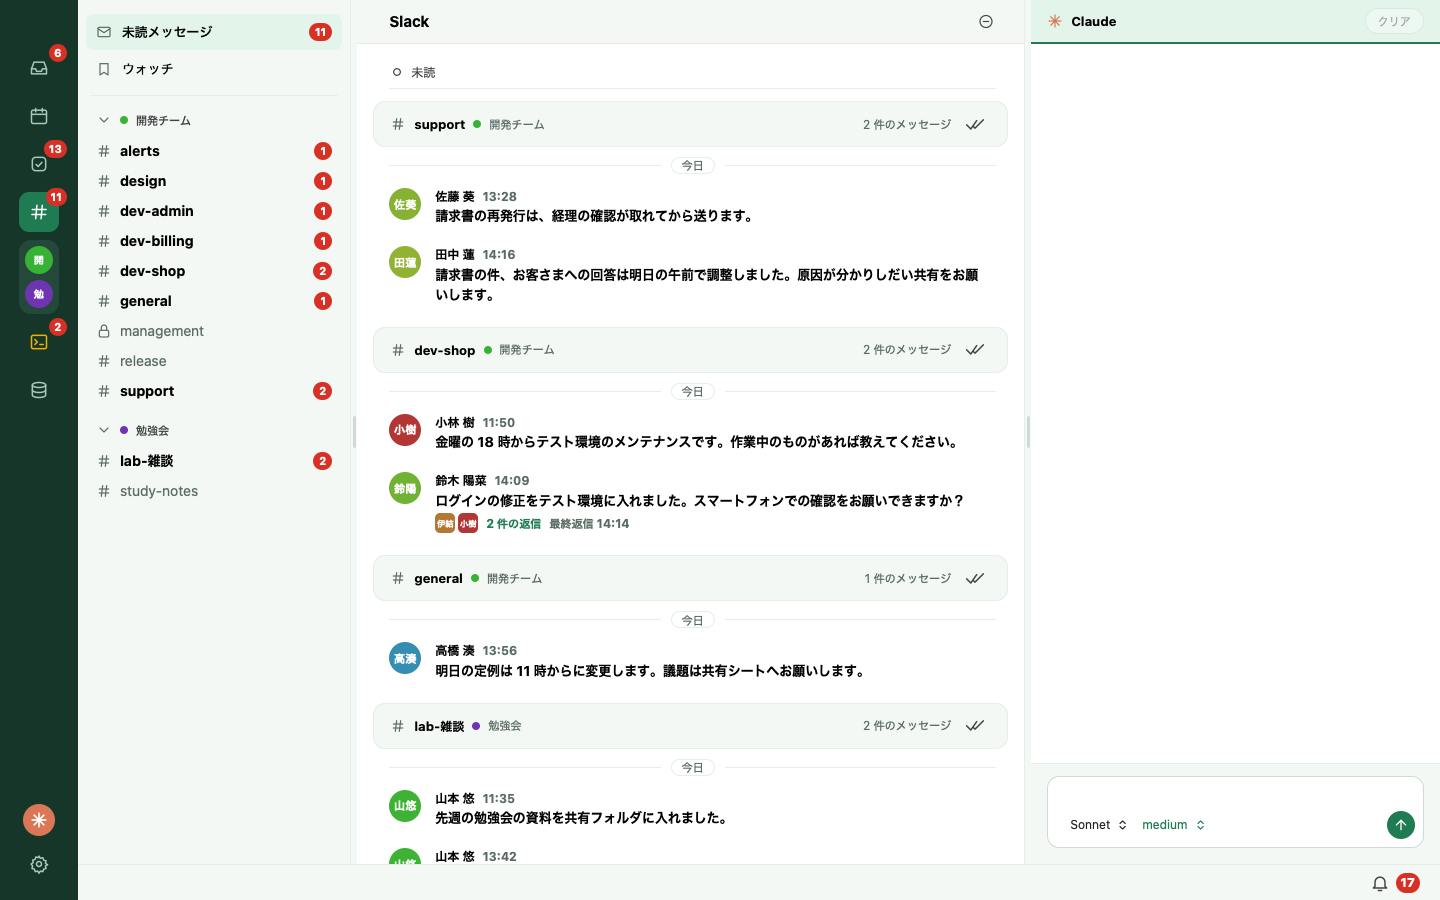 6
13
11
開
勉
2
未読メッセージ 11
ウォッチ
開発チーム
# alerts 1
# design 1
# dev-admin 1
# dev-billing 1
# dev-shop 2
# general 1
management
# release
# support 2
勉強会
# lab-雑談 2
# study-notes
Slack
未読
# support 開発チーム 2 件のメッセージ
今日
佐葵
佐藤 葵 13:28
請求書の再発行は、経理の確認が取れてから送ります。
田蓮
田中 蓮 14:16
請求書の件、お客さまへの回答は明日の午前で調整しました。原因が分かりしだい共有をお願
いします。
# dev-shop 開発チーム 2 件のメッセージ
今日
小樹
小林 樹 11:50
金曜の 18 時からテスト環境のメンテナンスです。作業中のものがあれば教えてください。
鈴陽
鈴木 陽菜 14:09
ログインの修正をテスト環境に入れました。スマートフォンでの確認をお願いできますか？
伊結 小樹 2 件の返信 最終返信 14:14
# general 開発チーム 1 件のメッセージ
今日
高湊
高橋 湊 13:56
明日の定例は 11 時からに変更します。議題は共有シートへお願いします。
# lab-雑談 勉強会 2 件のメッセージ
今日
山悠
山本 悠 11:35
先週の勉強会の資料を共有フォルダに入れました。
山悠
山本 悠 13:42
Claude クリア
Sonnet medium
17